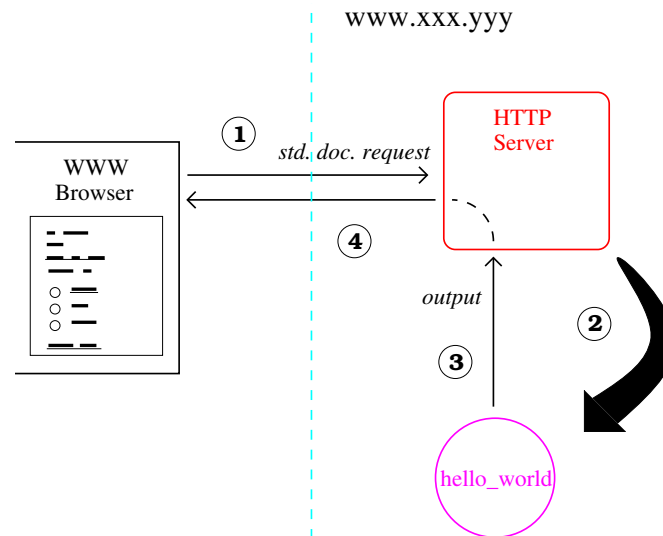 www.xxx.yyy
HTTP
Server
1
std. doc. request
WWW
Browser
4
output
2
3
hello_world